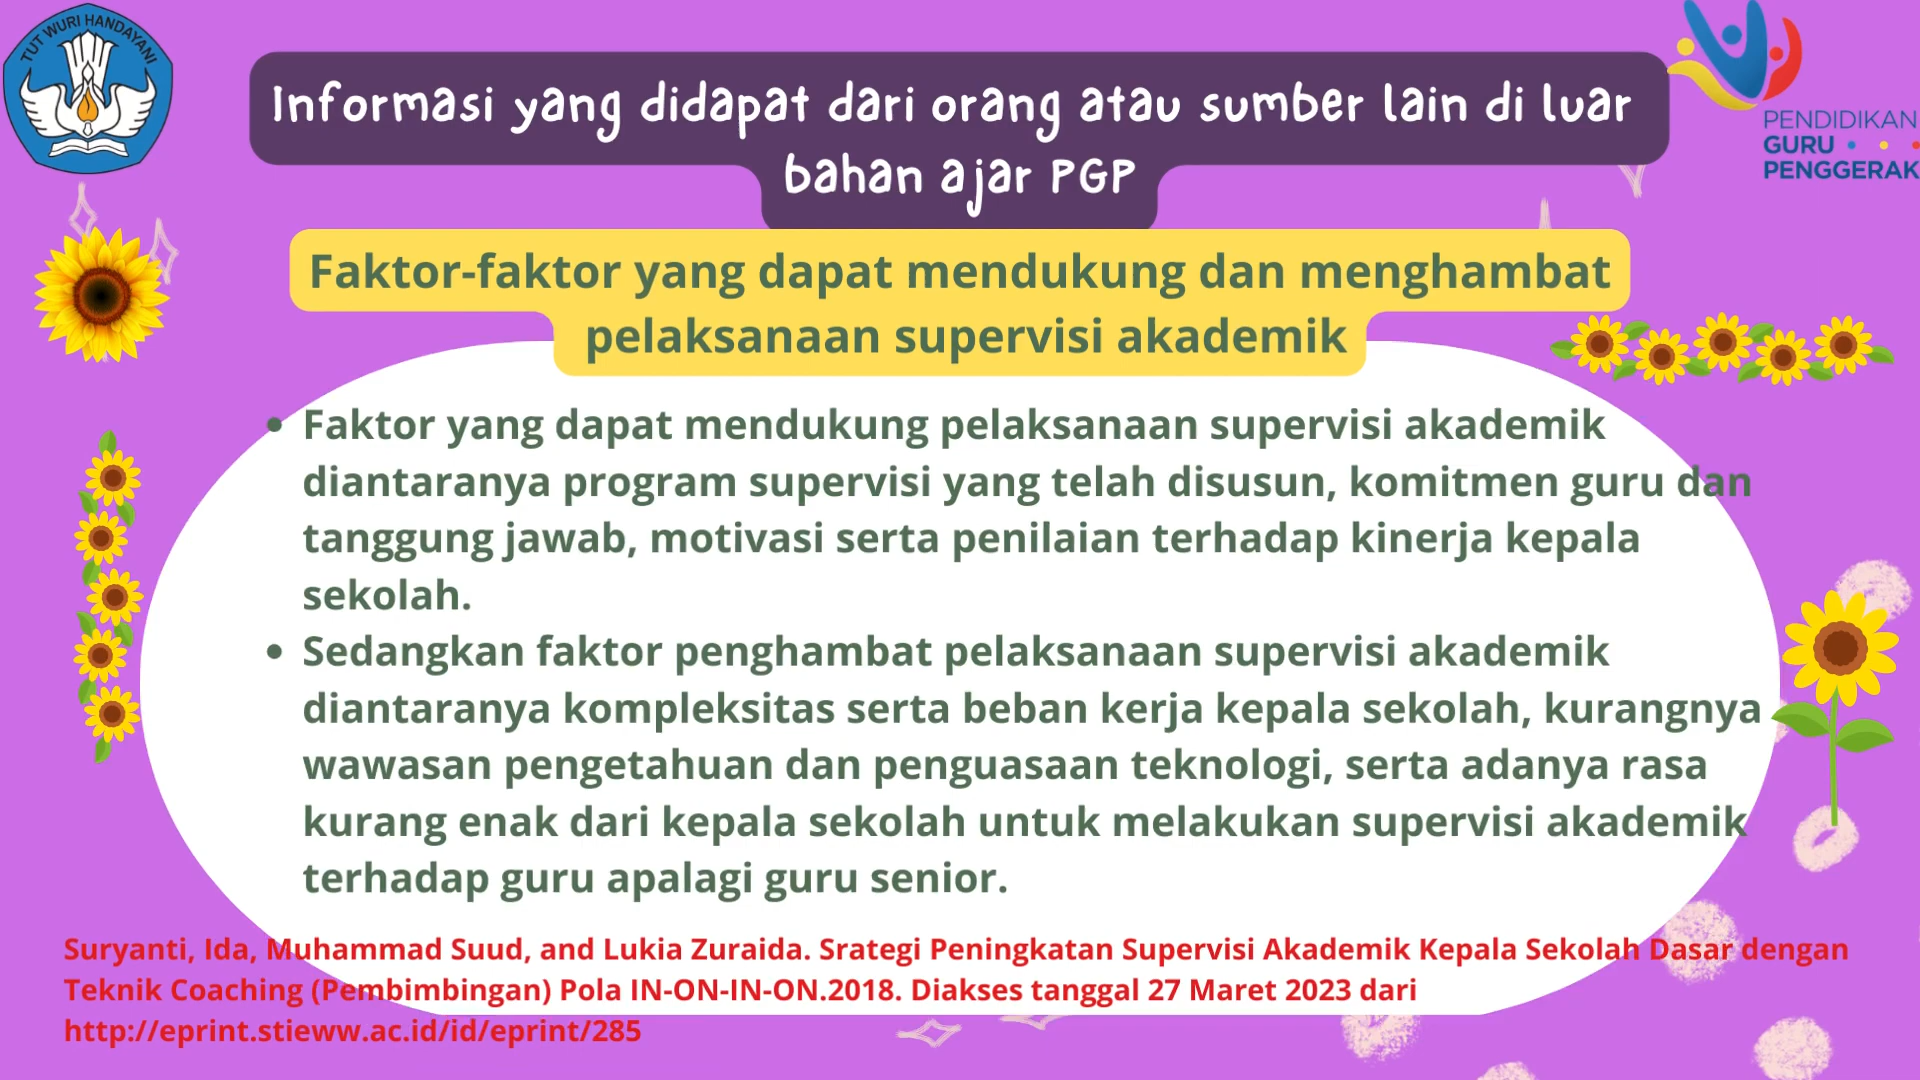 TUT WURI HANDAYANI
PENDIDIKAN
GURU
PENGGERAK
Informasi yang didapat dari orang atau sumber lain di luar
bahan ajar PGP
Faktor-faktor yang dapat mendukung dan menghambat
pelaksanaan supervisi akademik
• Faktor yang dapat mendukung pelaksanaan supervisi akademik
diantaranya program supervisi yang telah disusun, komitmen guru dan
tanggung jawab, motivasi serta penilaian terhadap kinerja kepala
sekolah.
• Sedangkan faktor penghambat pelaksanaan supervisi akademik
diantaranya kompleksitas serta beban kerja kepala sekolah, kurangnya
wawasan pengetahuan dan penguasaan teknologi, serta adanya rasa
kurang enak dari kepala sekolah untuk melakukan supervisi akademik
terhadap guru apalagi guru senior.
Suryanti, Ida, Muhammad Suud, and Lukia Zuraida. Srategi Peningkatan Supervisi Akademik Kepala Sekolah Dasar dengan
Teknik Coaching (Pembimbingan) Pola IN-ON-IN-ON.2018. Diakses tanggal 27 Maret 2023 dari
http://eprint.stieww.ac.id/id/eprint/285